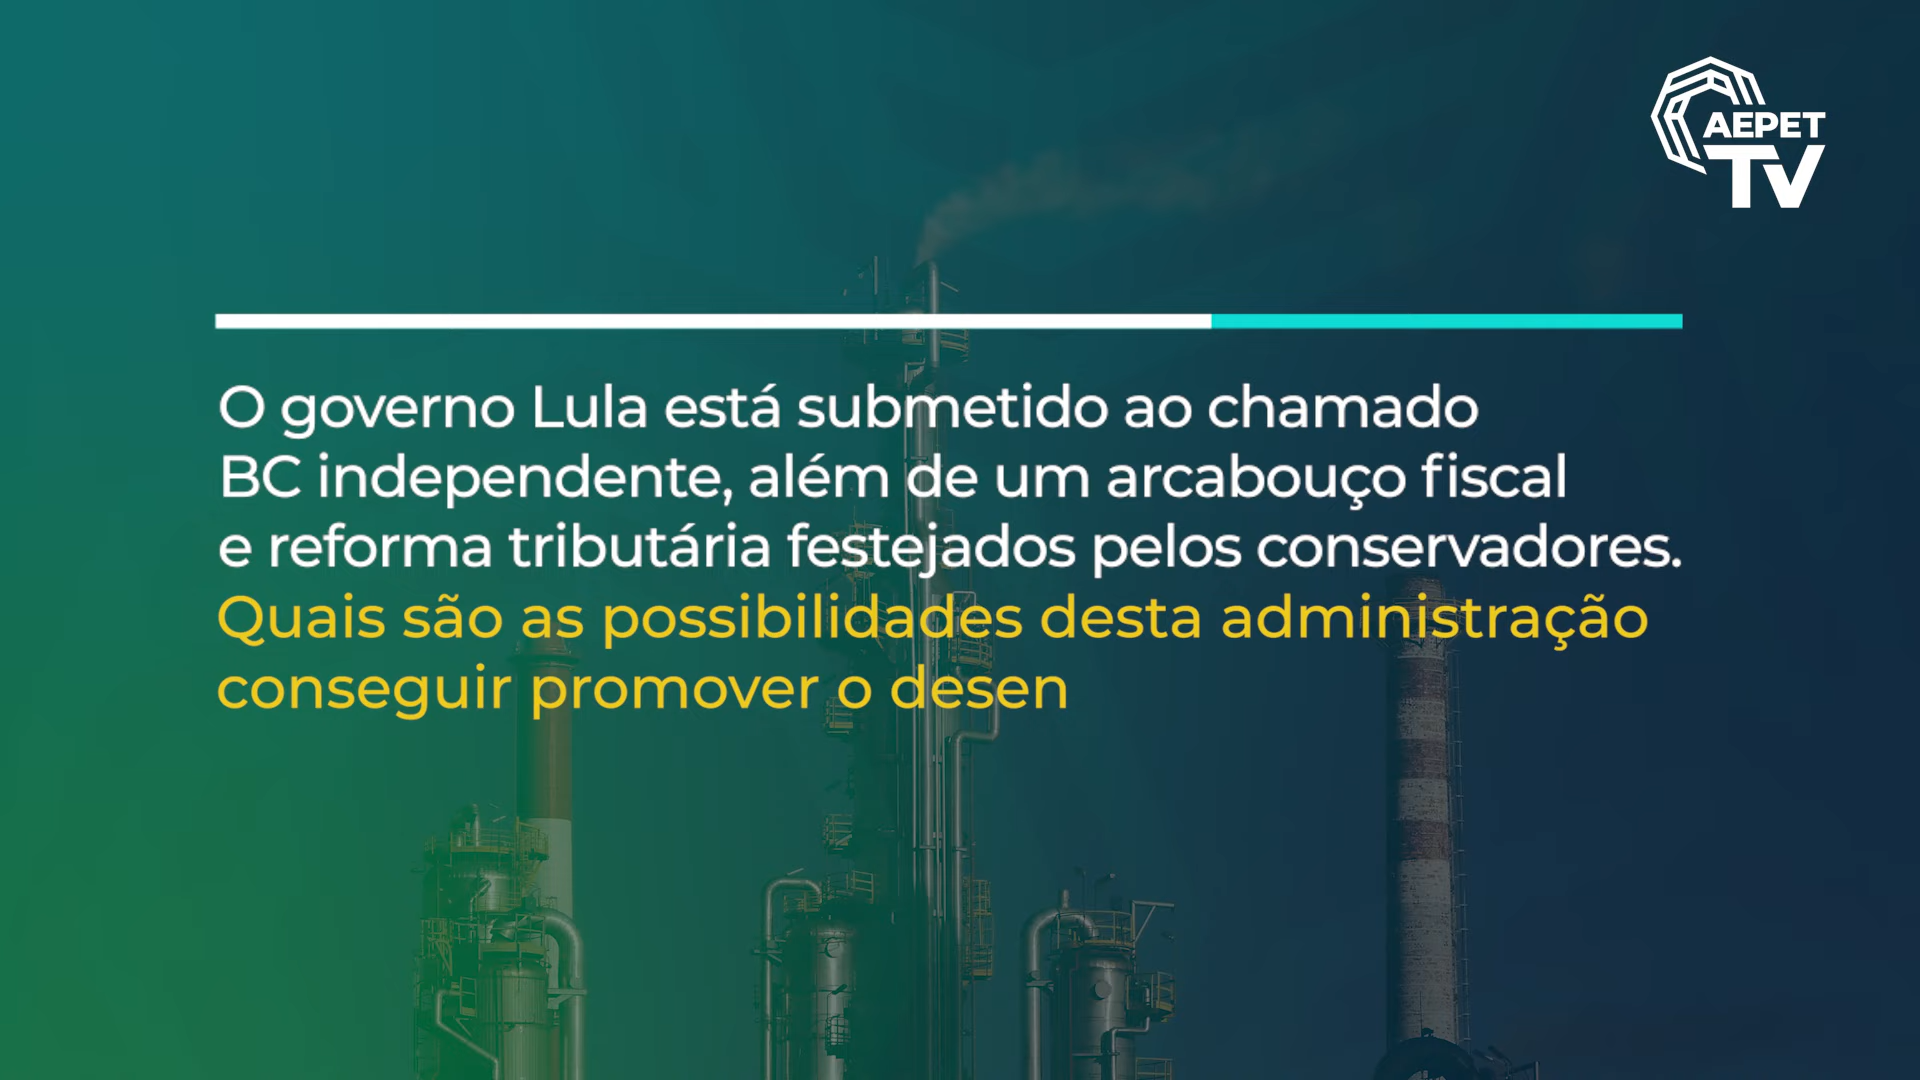 AEPET
TV
O governo Lula está submetido ao chamado
BC independente, além de um arcabouço fiscal
e reforma tributária festejados pelos conservadores.
Quais são as possibilidades desta administração
conseguir promover o desen